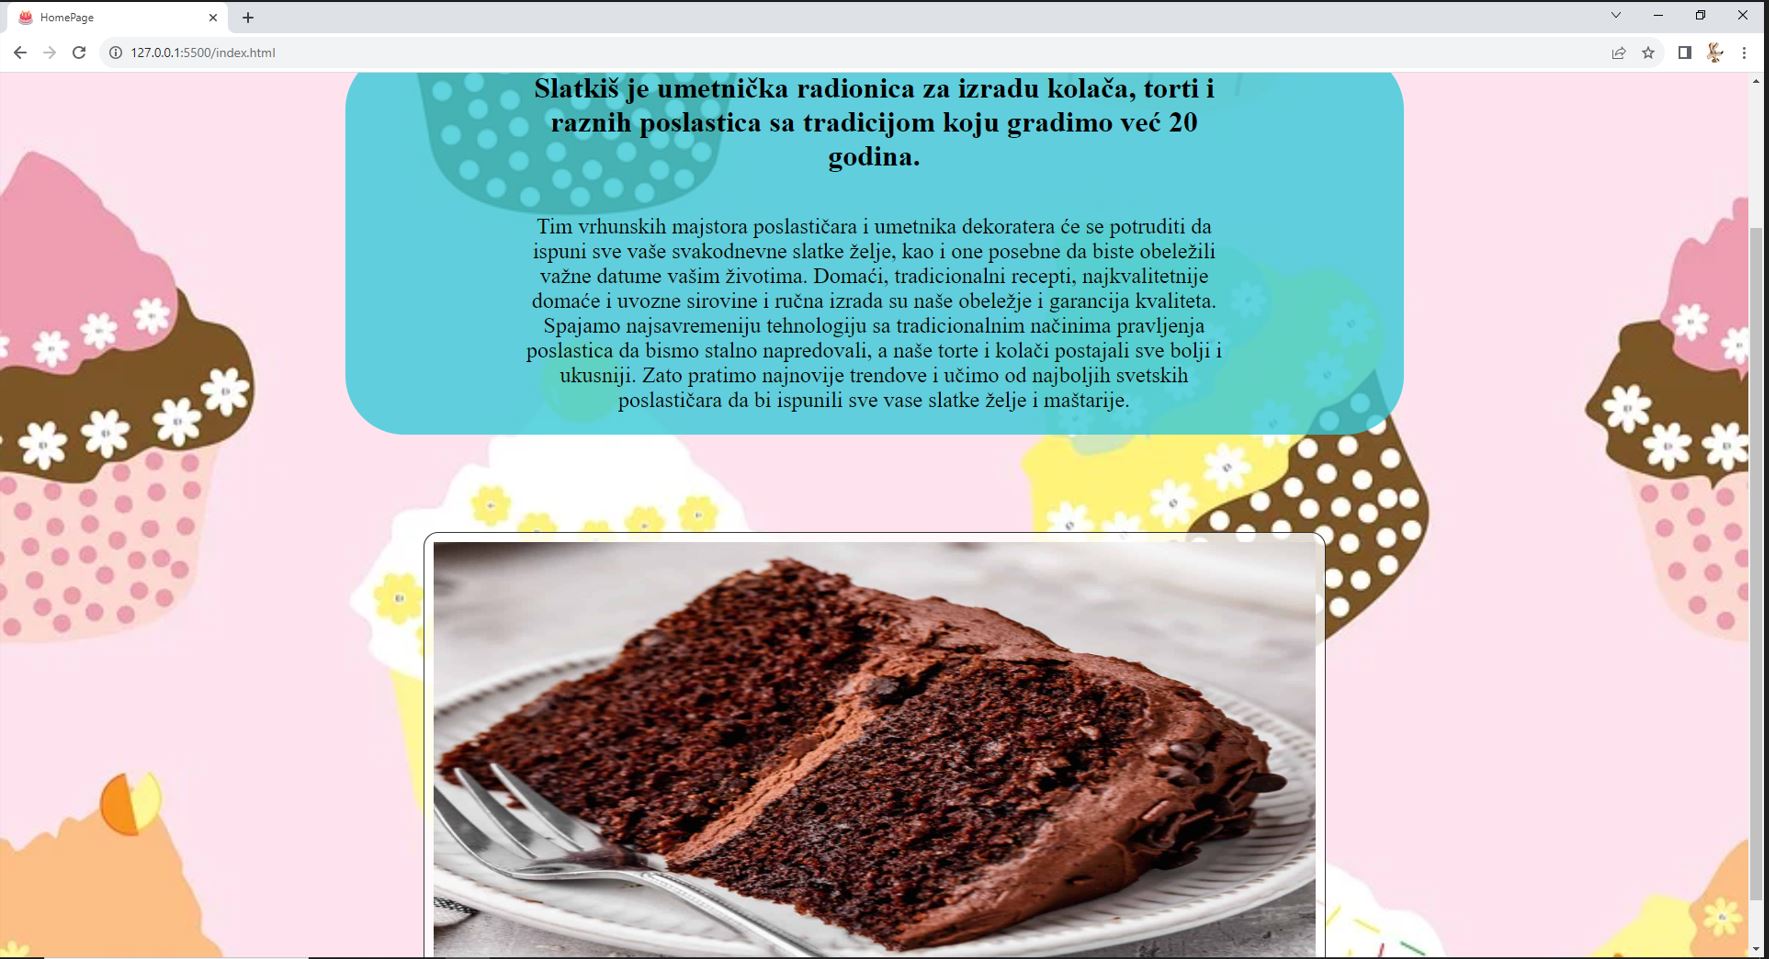 HomePage
127.0.0.1:5500/index.html
Slatkiš je umetnička radionica za izradu kolača, torti i
raznih poslastica sa tradicijom koju gradimo već 20
godina.
Tim vrhunskih majstora poslastičara i umetnika dekoratera će se potruditi da
ispuni sve vaše svakodnevne slatke želje, kao i one posebne da biste obeležili
važne datume vašim životima. Domaći, tradicionalni recepti, najkvalitetnije
domaće i uvozne sirovine i ručna izrada su naše obeležje i garancija kvaliteta.
Spajamo najsavremeniju tehnologiju sa tradicionalnim načinima pravljenja
poslastica da bismo stalno napredovali, a naše torte i kolači postajali sve bolji i
ukusniji. Zato pratimo najnovije trendove i učimo od najboljih svetskih
poslastičara da bi ispunili sve vase slatke želje i maštarije.